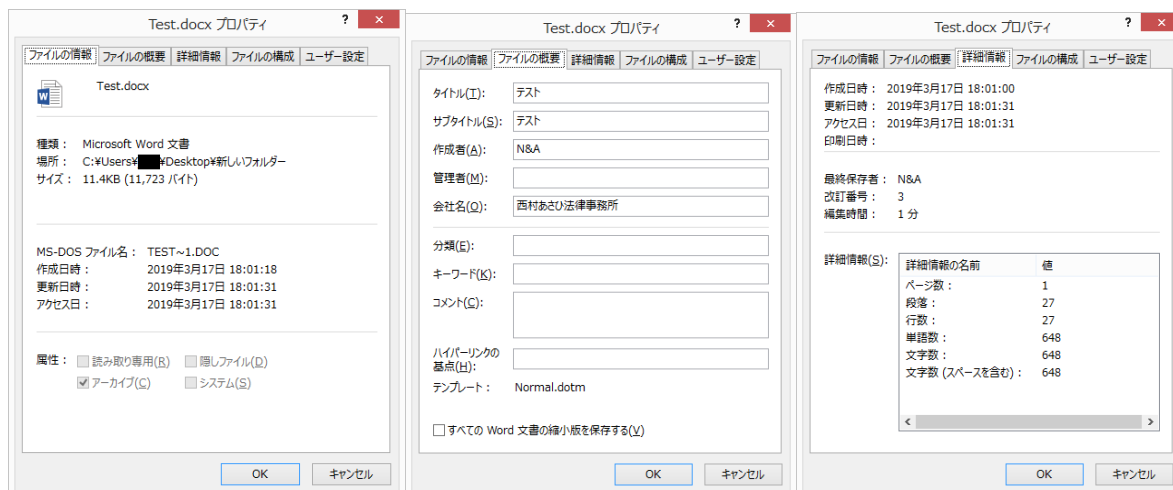 Test.docx プロパティ
? ×
ファイルの情報 ファイルの概要 詳細情報 ファイルの構成 ユーザー設定
Test.docx
種類： Microsoft Word 文書
場所： C:¥Users¥ ¥Desktop¥新しいフォルダー
サイズ： 11.4KB (11,723 バイト)
MS-DOS ファイル名： TEST~1.DOC
作成日時： 2019年3月17日 18:01:18
更新日時： 2019年3月17日 18:01:31
アクセス日： 2019年3月17日 18:01:31
属性： 読み取り専用(R) 隠しファイル(D)
アーカイブ(C) システム(S)
OK キャンセル
Test.docx プロパティ
? ×
ファイルの情報 ファイルの概要 詳細情報 ファイルの構成 ユーザー設定
タイトル(T): テスト
サブタイトル(S): テスト
作成者(A): N&A
管理者(M):
会社名(O): 西村あさひ法律事務所
分類(E):
キーワード(K):
コメント(C):
ハイパーリンクの
基点(H):
テンプレート： Normal.dotm
すべての Word 文書の縮小版を保存する(V)
OK キャンセル
Test.docx プロパティ
? ×
ファイルの情報 ファイルの概要 詳細情報 ファイルの構成 ユーザー設定
作成日時： 2019年3月17日 18:01:00
更新日時： 2019年3月17日 18:01:31
アクセス日： 2019年3月17日 18:01:31
印刷日時：
最終保存者： N&A
改訂番号： 3
編集時間： 1 分
詳細情報(S): 詳細情報の名前 値
ページ数： 1
段落： 27
行数： 27
単語数： 648
文字数： 648
文字数 (スペースを含む)： 648
OK キャンセル